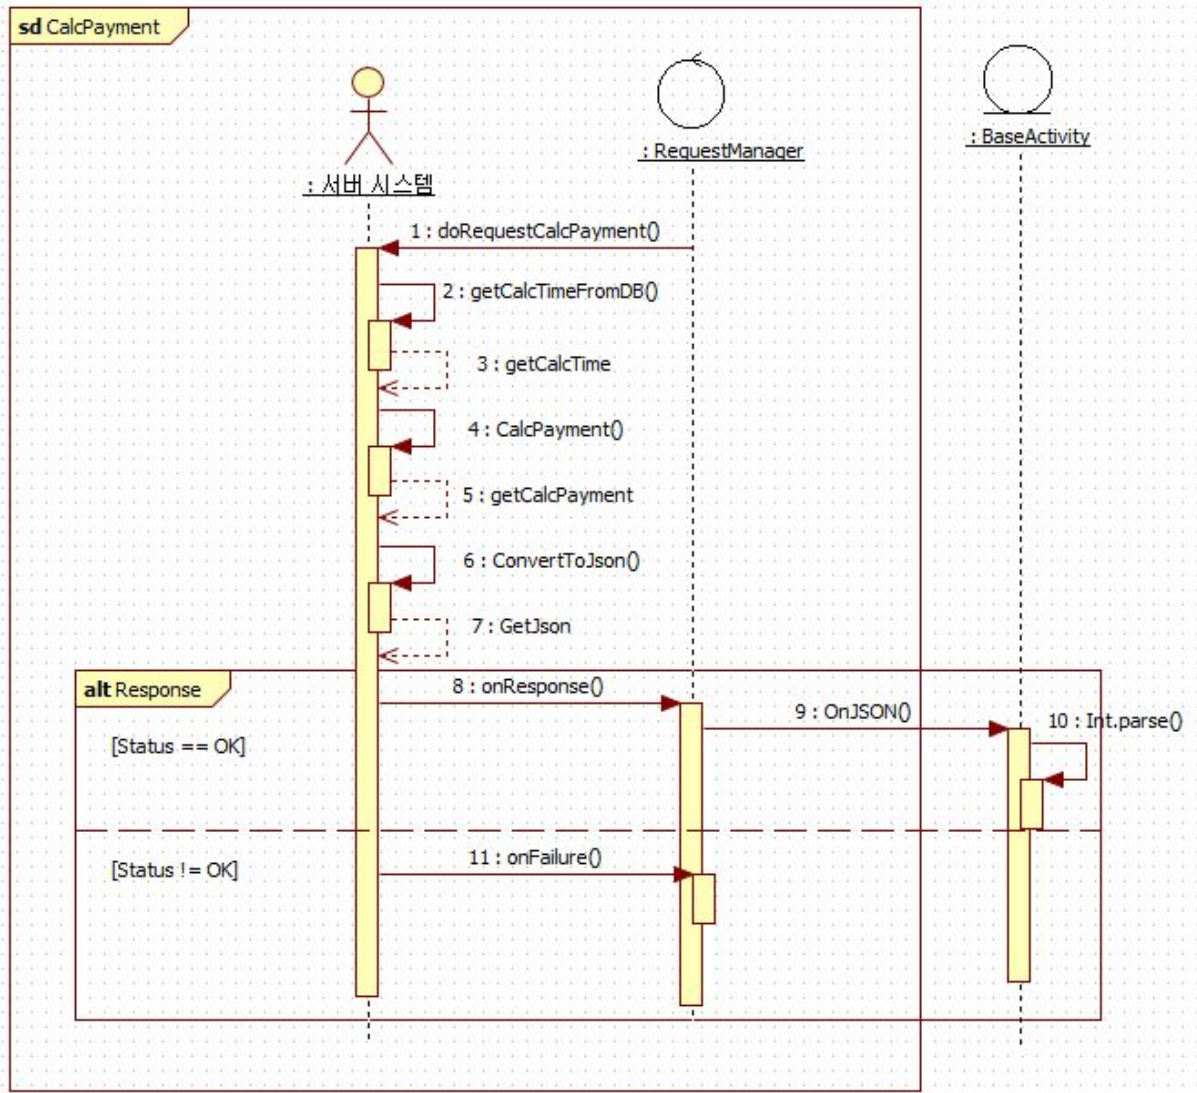 sd CalcPayment
: 서버 시스템
: RequestManager
: BaseActivity
1 : doRequestCalcPayment()
2 : getCalcTimeFromDB()
3 : getCalcTime
4 : CalcPayment()
5 : getCalcPayment
6 : ConvertToJson()
7 : GetJson
alt Response
8 : onResponse()
9 : OnJSON()
10 : Int.parse()
[Status == OK]
11 : onFailure()
[Status != OK]